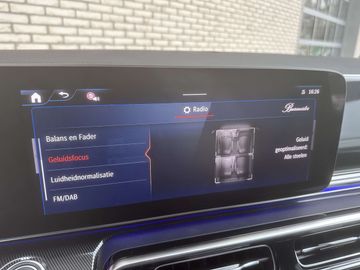 16:26
Radio
Burmester
Balans en Fader
Geluidsfocus
Luidheidnormalisatie
FM/DAB
Geluid
geoptimaliseerd:
Alle stoelen